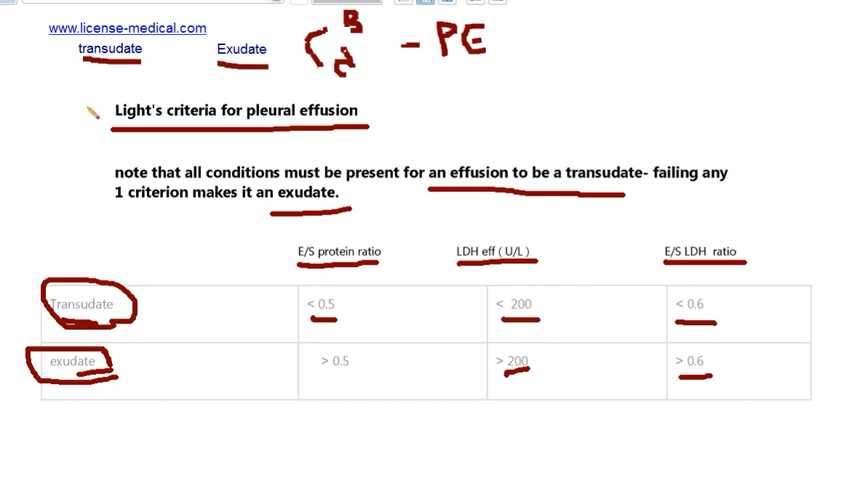 www.license-medical.com
transudate Exudate
- PE
Light's criteria for pleural effusion
note that all conditions must be present for an effusion to be a transudate- failing any
1 criterion makes it an exudate.
E/S protein ratio LDH eff ( U/L ) E/S LDH ratio
Transudate < 0.5 < 200 < 0.6
exudate > 0.5 > 200 > 0.6